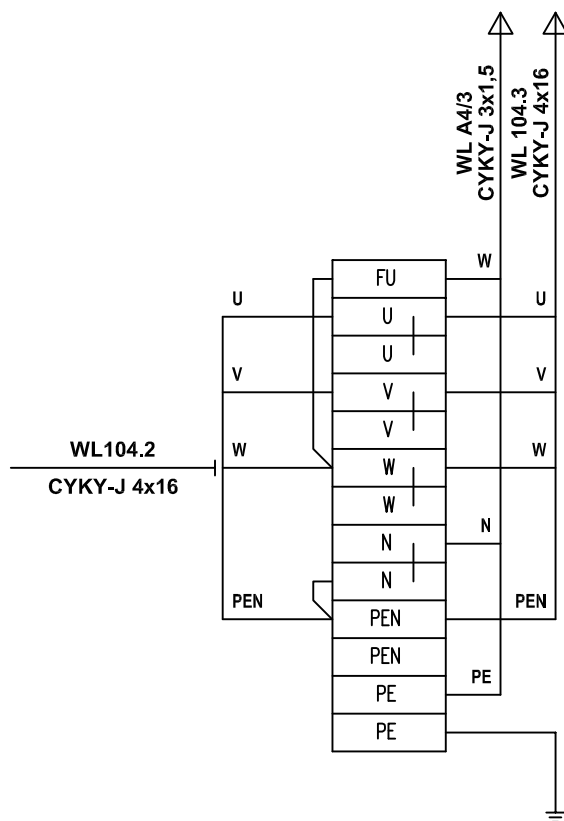 WL A4/3
CYKY-J 3x1,5
WL 104.3
CYKY-J 4x16
W
FU
U
U
U
U
V
V
V
V
WL104.2
CYKY-J 4x16
W
W
W
W
N
N
N
PEN
PEN
PEN
PEN
PE
PE
PE